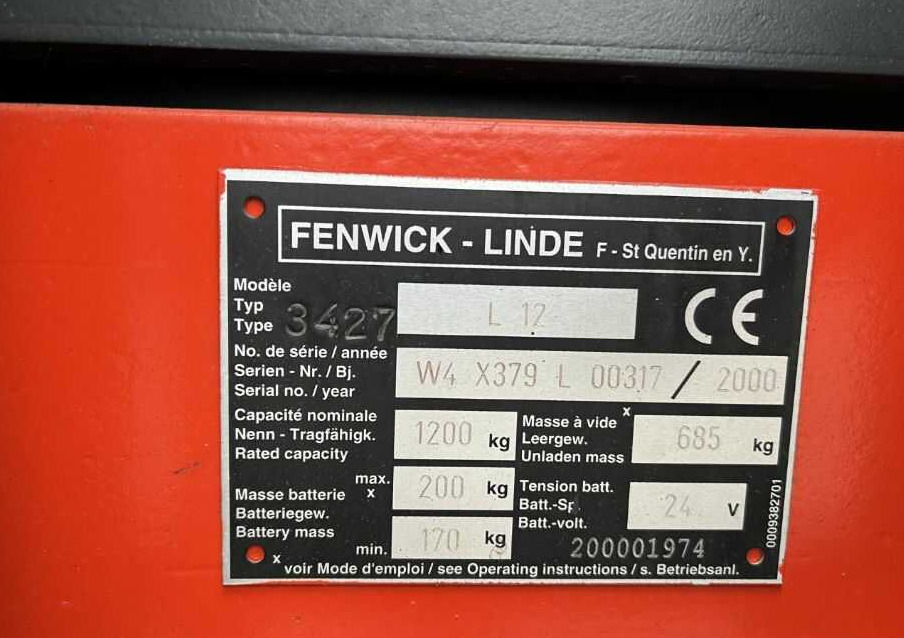 FENWICK - LINDE F - St Quentin en Y.
Modèle
Typ
Type 3427 L 12 CE
No. de série / année
Serien - Nr. / Bj.
Serial no. / year
W4 X379 L 00317 / 2000
Capacité nominale
Nenn - Tragfähigk.
Rated capacity
1200 kg
Masse à vide x
Leergew.
Unladen mass
685 kg
Masse batterie x
Batteriegew.
Battery mass
max. 200 kg
min. 170 kg
Tension batt.
Batt.-Sp.
Batt.-volt.
24 V
200001974
0009382701
x voir Mode d'emploi / see Operating instructions / s. Betriebsanl.